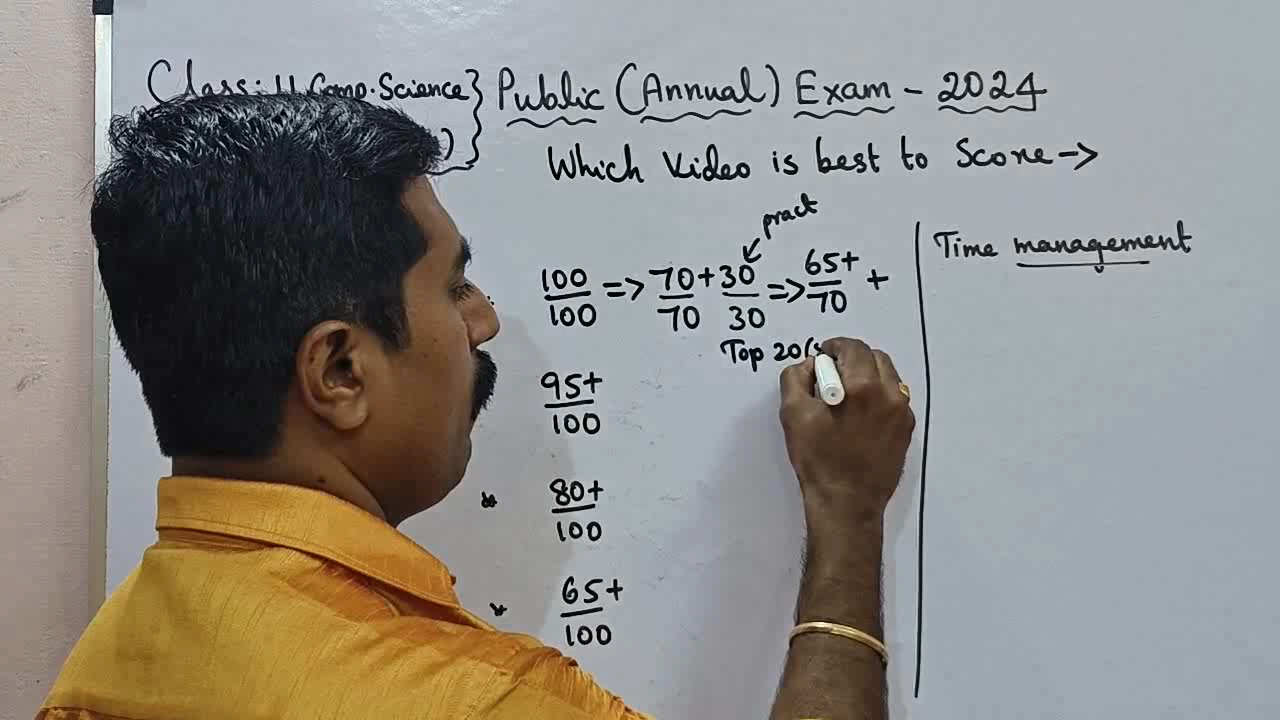 Class: 11 Comp. Science } Public (Annual) Exam - 2024
)
Which Video is best to Score →
pract
100/100 => 70/70 + 30/30 => 65+/70 +
Time management
Top 20(
95+/100
* 80+/100
* 65+/100